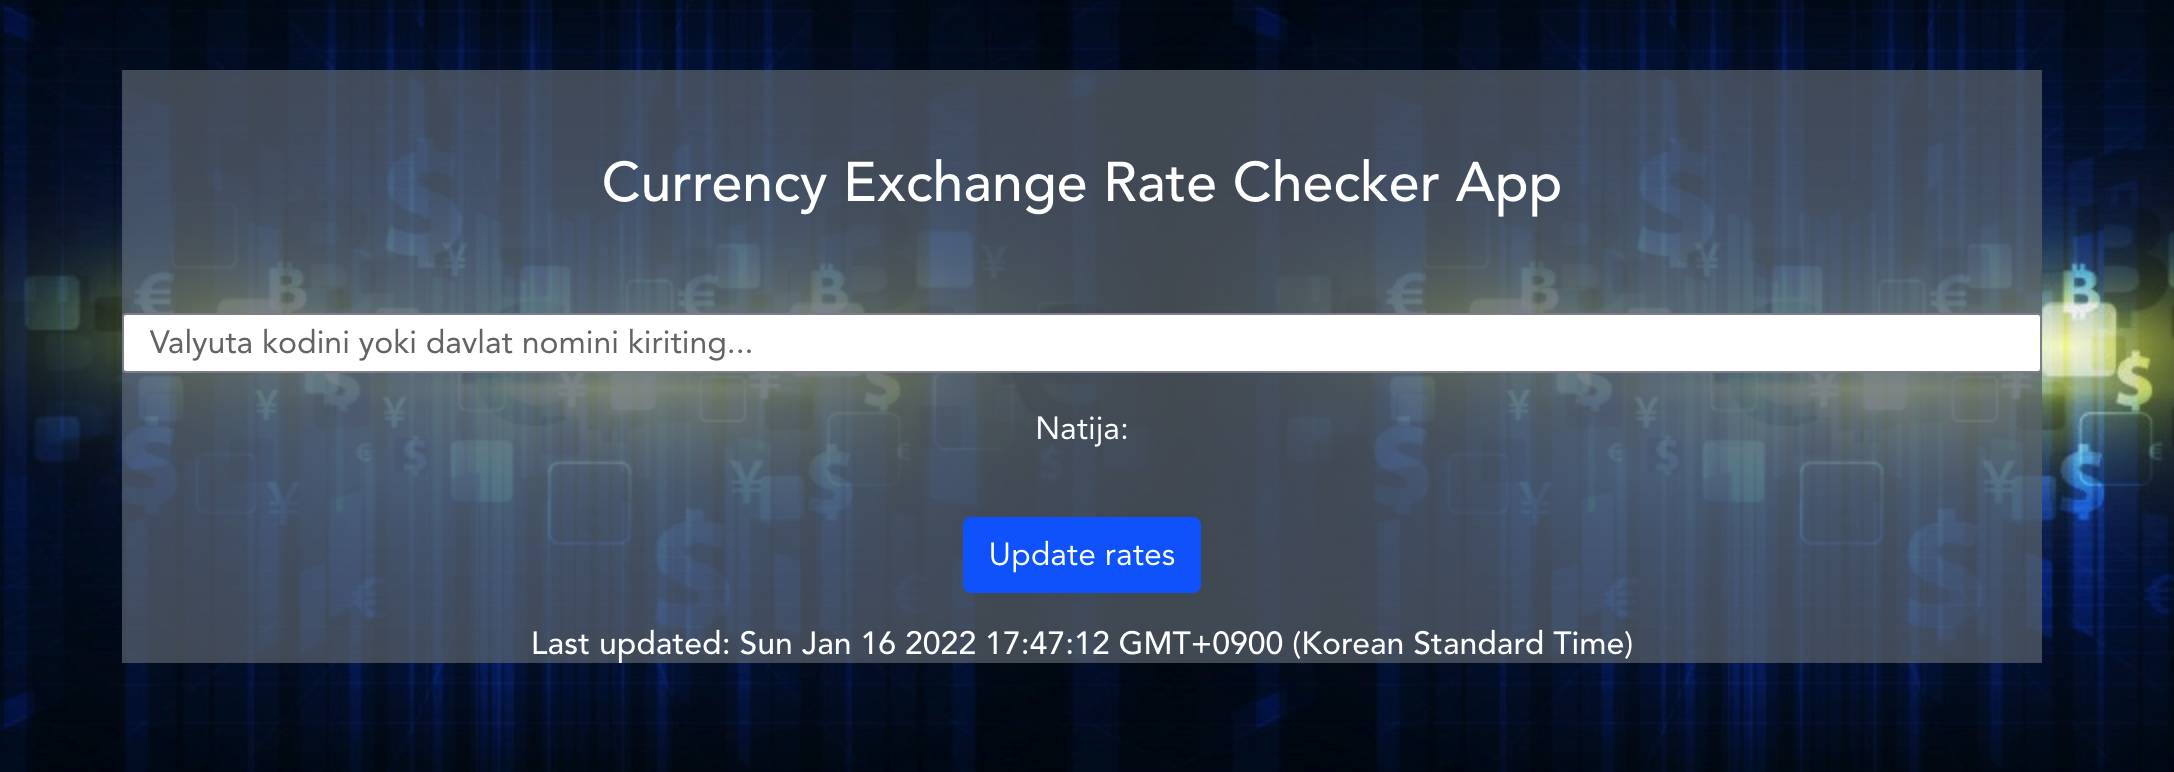 Currency Exchange Rate Checker App
Valyuta kodini yoki davlat nomini kiriting...
Natija:
Update rates
Last updated: Sun Jan 16 2022 17:47:12 GMT+0900 (Korean Standard Time)